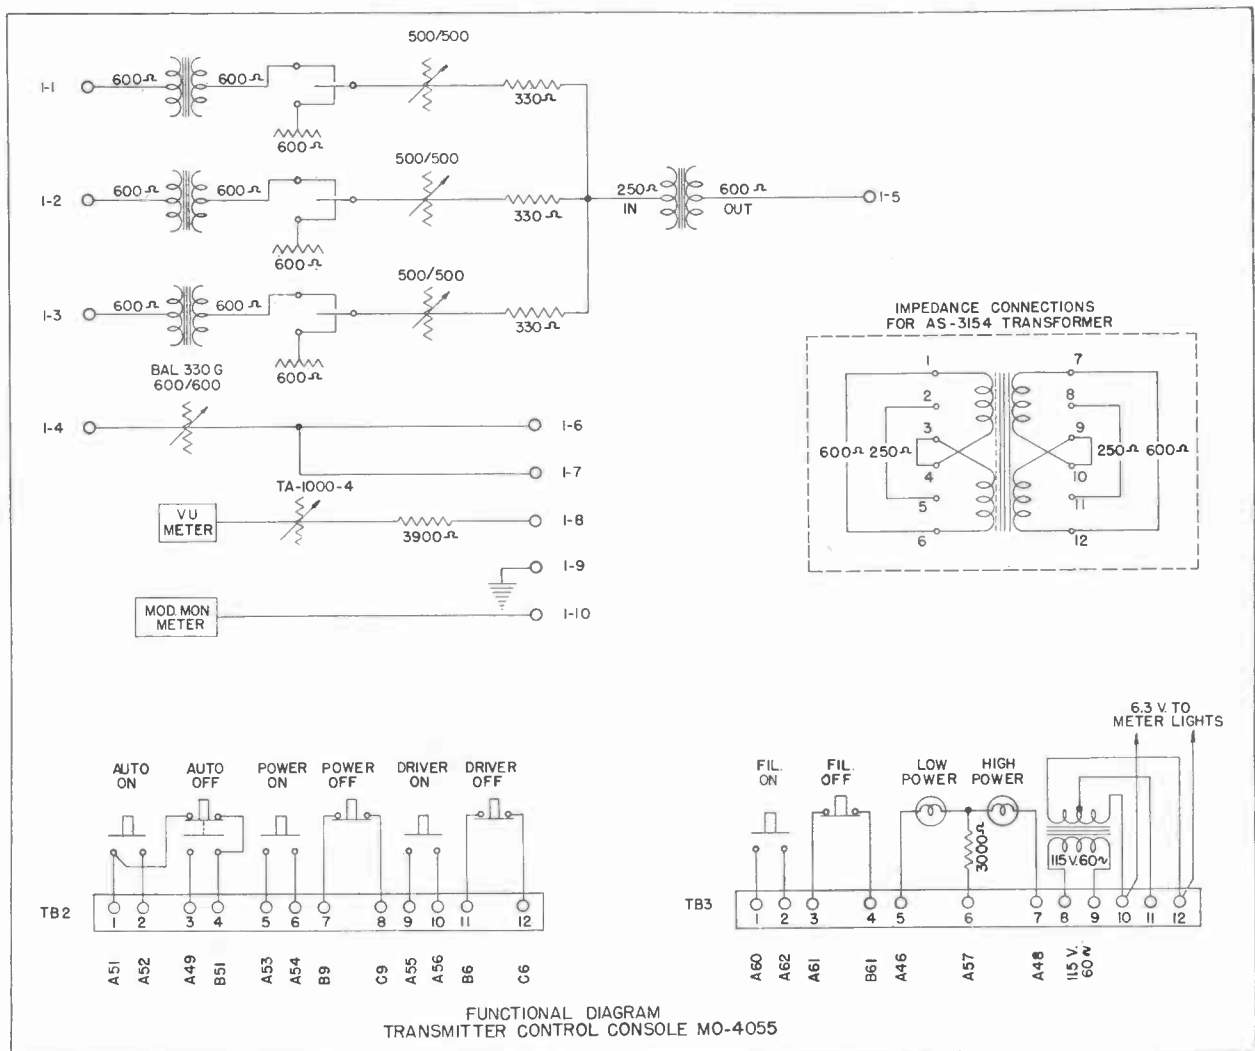 500/500
I-1 600Ω 600Ω 330Ω
600Ω
500/500
I-2 600Ω 600Ω 330Ω 250Ω IN 600Ω OUT I-5
600Ω
500/500
I-3 600Ω 600Ω 330Ω
600Ω
BAL 330 G
600/600
I-4 I-6
I-7
TA-1000-4
VU METER 3900Ω I-8
I-9
MOD. MON METER I-10
IMPEDANCE CONNECTIONS
FOR AS-3154 TRANSFORMER
1 7
2 8
3 9
600Ω 250Ω 250Ω 600Ω
4 10
5 11
6 12
6.3 V. TO
METER LIGHTS
AUTO ON AUTO OFF POWER ON POWER OFF DRIVER ON DRIVER OFF
TB2 1 2 3 4 5 6 7 8 9 10 11 12
A51 A52 A49 B51 A53 A54 B9 C9 A55 A56 B6 C6
FIL. ON FIL. OFF LOW POWER HIGH POWER
3000Ω 115 V. 60~
TB3 1 2 3 4 5 6 7 8 9 10 11 12
A60 A62 A61 B61 A46 A57 A48 115 V. 60~
FUNCTIONAL DIAGRAM
TRANSMITTER CONTROL CONSOLE MO-4055